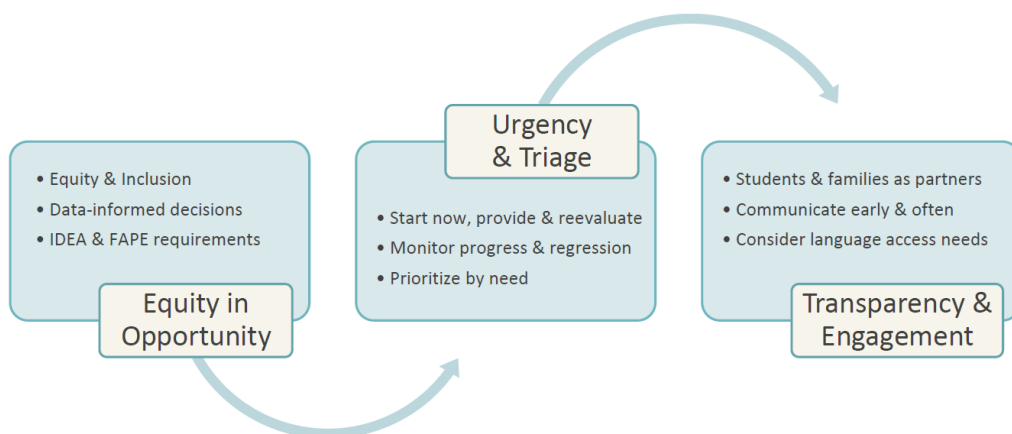 • Equity & Inclusion
• Data-informed decisions
• IDEA & FAPE requirements
Equity in
Opportunity
Urgency
& Triage
• Start now, provide & reevaluate
• Monitor progress & regression
• Prioritize by need
• Students & families as partners
• Communicate early & often
• Consider language access needs
Transparency &
Engagement